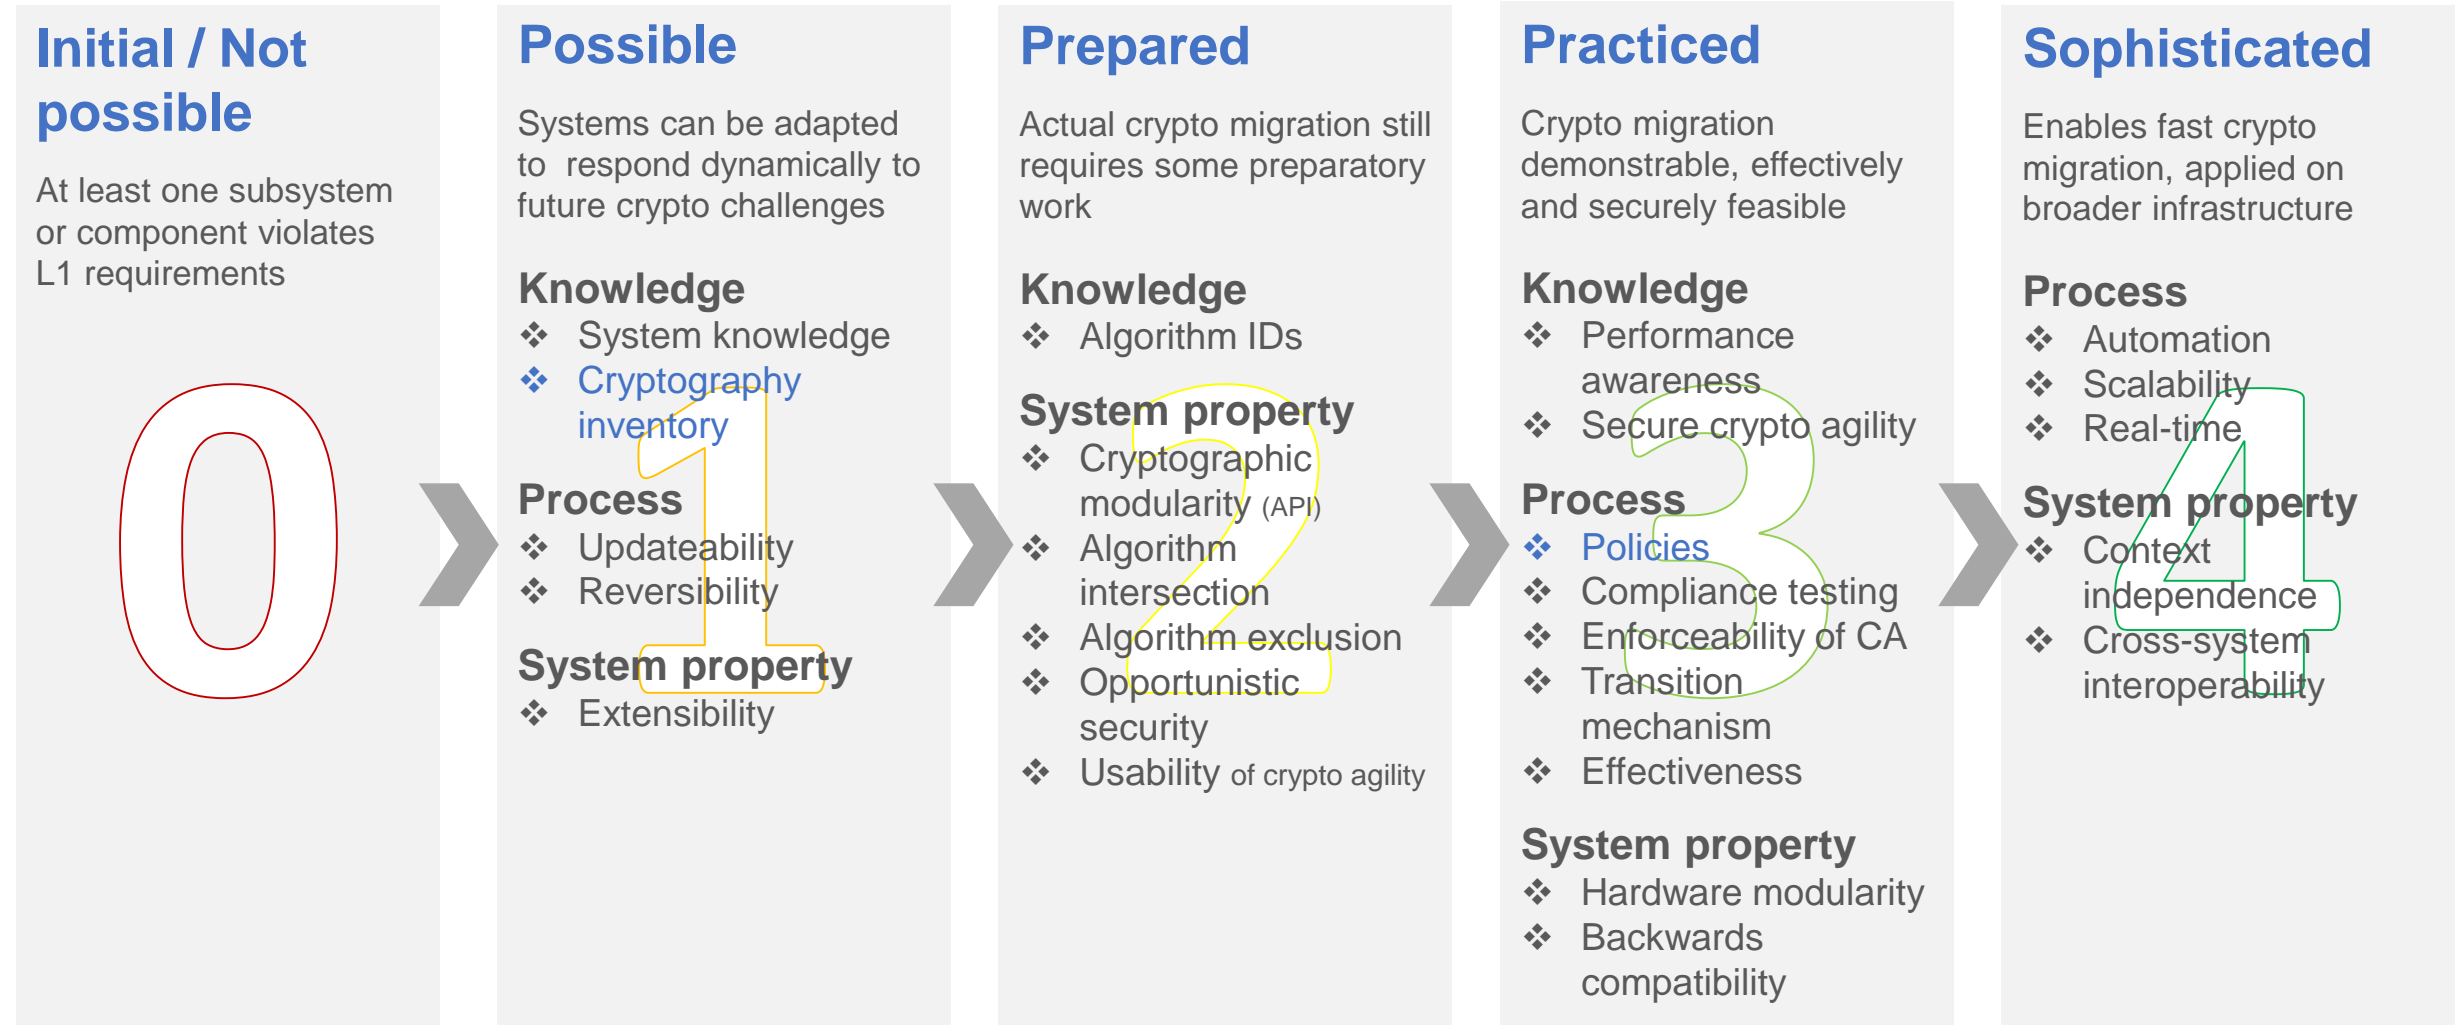 Initial / Not
possible
At least one subsystem
or component violates
L1 requirements
0
Possible
Systems can be adapted
to respond dynamically to
future crypto challenges
Knowledge
❖ System knowledge
❖ Cryptography
inventory
Process
❖ Updateability
❖ Reversibility
System property
❖ Extensibility
1
Prepared
Actual crypto migration still
requires some preparatory
work
Knowledge
❖ Algorithm IDs
System property
❖ Cryptographic
modularity (API)
❖ Algorithm
intersection
❖ Algorithm exclusion
❖ Opportunistic
security
❖ Usability of crypto agility
2
Practiced
Crypto migration
demonstrable, effectively
and securely feasible
Knowledge
❖ Performance
awareness
❖ Secure crypto agility
Process
❖ Policies
❖ Compliance testing
❖ Enforceability of CA
❖ Transition
mechanism
❖ Effectiveness
System property
❖ Hardware modularity
❖ Backwards
compatibility
3
Sophisticated
Enables fast crypto
migration, applied on
broader infrastructure
Process
❖ Automation
❖ Scalability
❖ Real-time
System property
❖ Context
independence
❖ Cross-system
interoperability
4